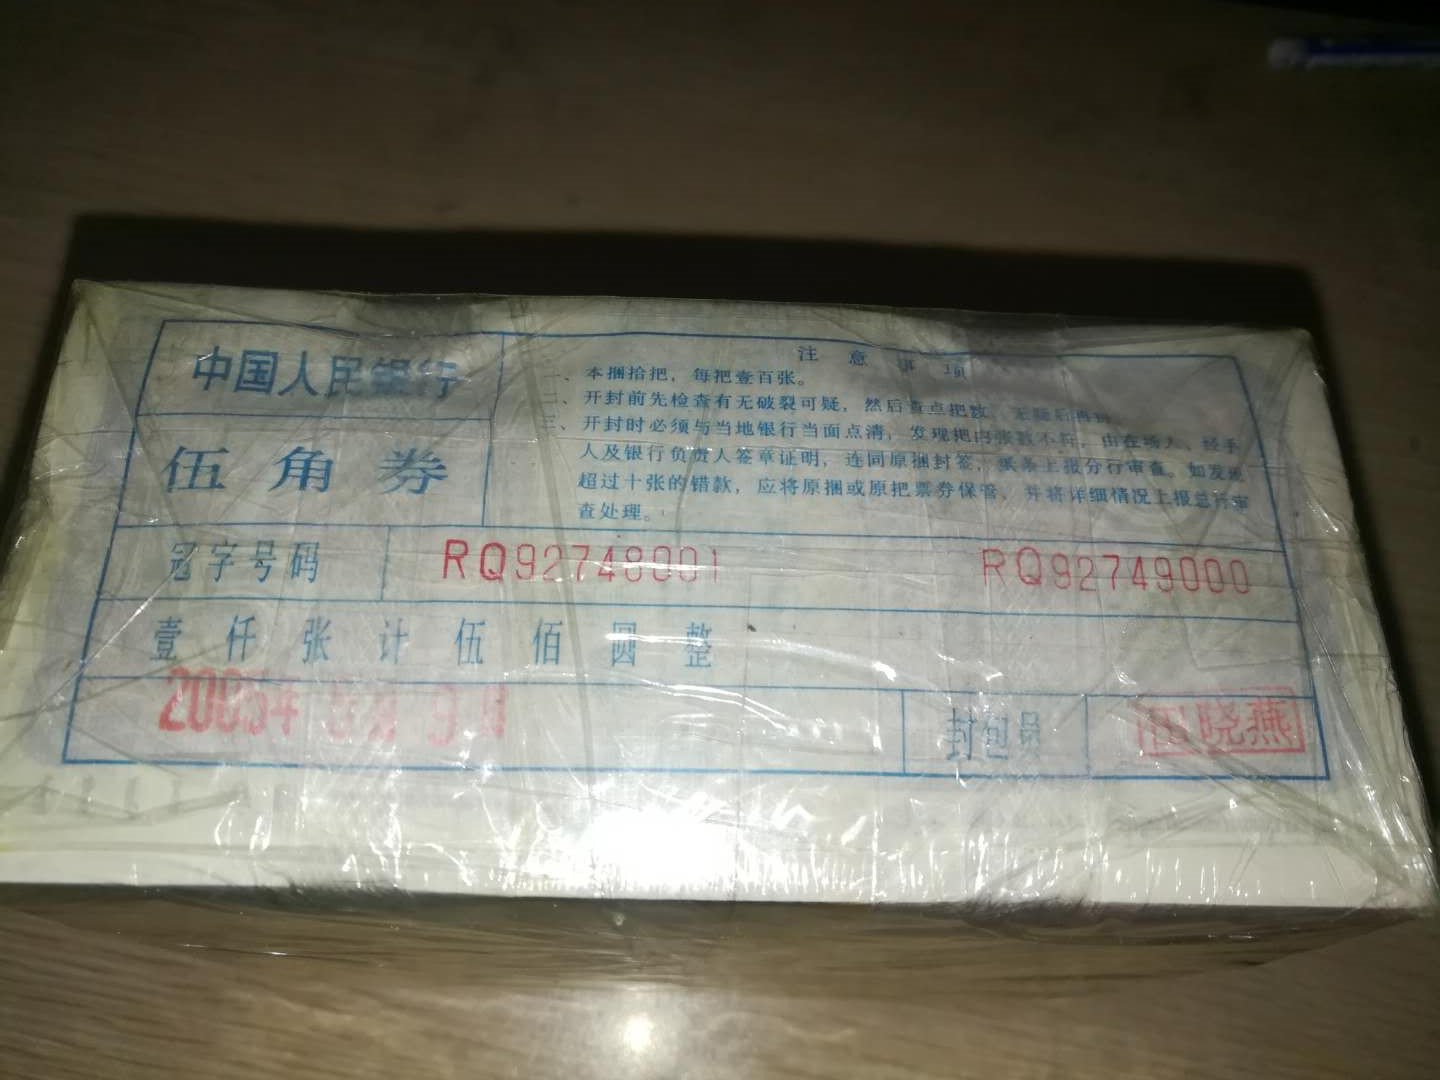 中国人民银行
伍角券
注意事项
一、本捆拾把，每把壹百张。
二、开封前先检查有无破裂可疑，然后查点把数，无疑后再拆
三、开封时必须与当地银行当面点清，发现把内张数不符，由在场人、经手
人及银行负责人签章证明，连同原捆封签，纸条上报分行审查。如发现
超过十张的错款，应将原捆或原把票券保管，并将详细情况上报总行审
查处理。
冠字号码 RQ92748001 RQ92749000
壹仟张计伍佰圆整
2005年 月9日 封包员 晓燕